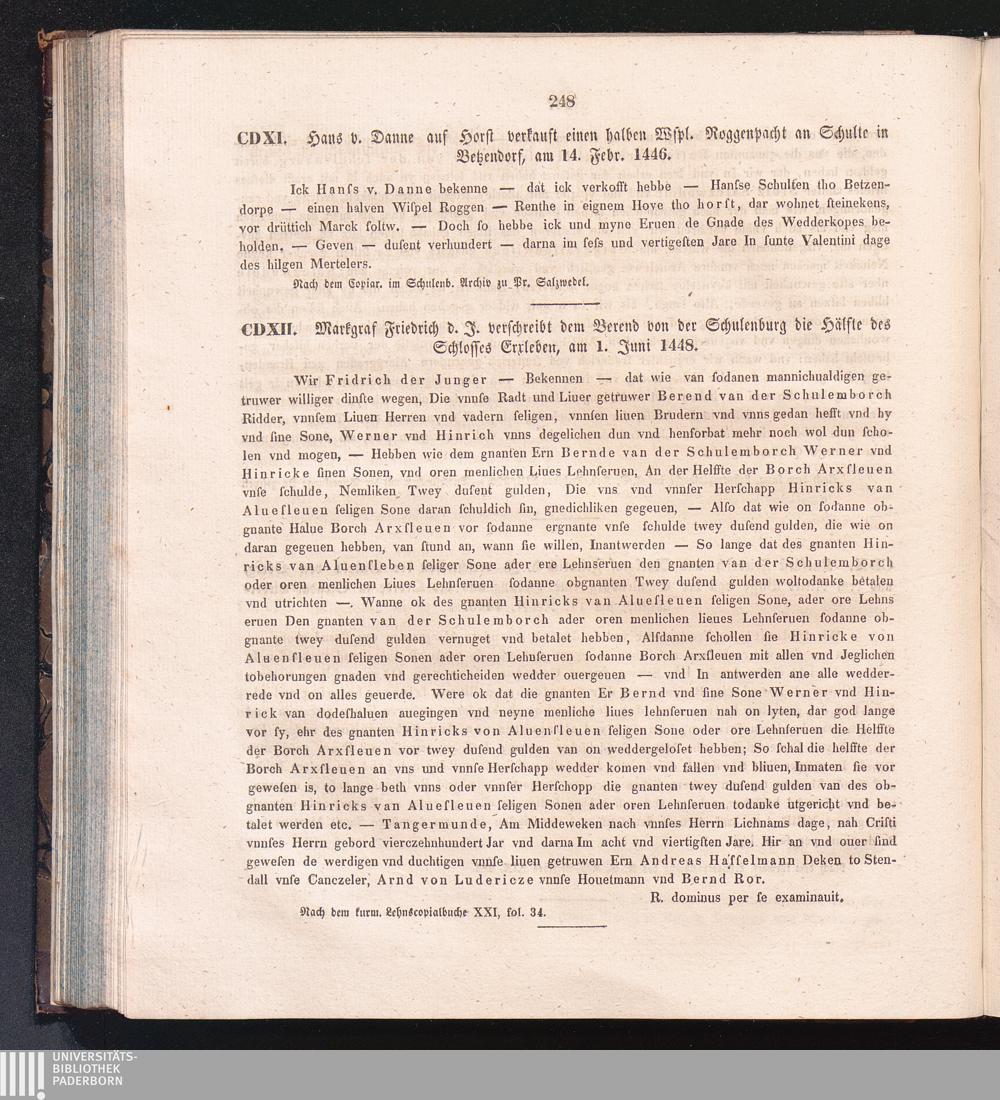 248
CDXI. Hans v. Danne auf Horst verkauft einen halben Wspl. Roggenpacht an Schulte in
Betzendorf, am 14. Febr. 1446.
Ick Hanſs v. Danne bekenne — dat ick verkofft hebbe — Hanſse Schulten tho Betzen-
dorpe — einen halven Wiſpel Roggen — Renthe in eignem Hove tho horſt, dar wohnet ſteinekens,
vor drüttich Marck ſoltw. — Doch ſo hebbe ick und myne Eruen de Gnade des Wedderkopes be-
holden. — Geven — duſent verhundert — darna im ſeſs und vertigeſten Jare In ſunte Valentini dage
des hilgen Mertelers.
Nach dem Copiar. im Schulenb. Archiv zu Pr. Salzwedel.
CDXII. Markgraf Friedrich d. J. verschreibt dem Berend von der Schulenburg die Hälfte des
Schlosses Erxleben, am 1. Juni 1448.
Wir Fridrich der Junger — Bekennen — dat wie van ſodanen mannichualdigen ge-
truwer williger dinſte wegen, Die vnuſe Radt und Liuer getruwer Berend van der Schulemborch
Ridder, vnnſem Liuen Herren vnd vadern ſeligen, vnnſen liuen Brudern vnd vnns gedan hefft vnd hy
vnd ſine Sone, Werner vnd Hinrich vnns degelichen dun vnd henforbat mehr noch wol dun ſcho-
len vnd mogen, — Hebben wie dem gnanten Ern Bernde van der Schulemborch Werner vnd
Hinricke ſinen Sonen, vnd oren menlichen Liues Lehnſeruen, An der Helffte der Borch Arxſleuen
vnſe ſchulde, Nemliken Twey duſent gulden, Die vns vnd vnnſer Herſchapp Hinricks van
Alueſleuen ſeligen Sone daran ſchuldich ſin, gnedichliken gegeuen, — Alſo dat wie on ſodanne ob-
gnante Halue Borch Arxſleuen vor ſodanne ergnante vnſe ſchulde twey duſend gulden, die wie on
daran gegeuen hebben, van ſtund an, wann ſie willen, Inantwerden — So lange dat des gnanten Hin-
ricks van Aluenſleben ſeliger Sone ader ere Lehnseruen den gnanten van der Schulemborch
oder oren menlichen Liues Lehnſeruen ſodanne obgnanten Twey duſend gulden woltodanke betalen
vnd utrichten —. Wanne ok des gnanten Hinricks van Alueſleuen ſeligen Sone, ader ore Lehns
eruen Den gnanten van der Schulemborch ader oren menlichen lieues Lehnſeruen ſodanne ob-
gnante twey duſend gulden vernuget vnd betalet hebben, Alſdanne ſchollen ſie Hinricke von
Aluenſleuen ſeligen Sonen ader oren Lehnſeruen ſodanne Borch Arxſleuen mit allen vnd Jeglichen
tobehorungen gnaden vnd gerechticheiden wedder ouergeuen — vnd In antwerden ane alle wedder-
rede vnd on alles geuerde. Were ok dat die gnanten Er Bernd vnd ſine Sone Werner vnd Hin-
rick van dodeſhaluen auegingen vnd neyne menliche liues lehnſeruen nah on lyten, dar god lange
vor ſy, ehr des gnanten Hinricks von Aluenſleuen ſeligen Sone oder ore Lehnſeruen die Helffte
der Borch Arxſleuen vor twey duſend gulden van on weddergeloſet hebben; So ſchal die helffte der
Borch Arxſleuen an vns und vnnſe Herſchapp wedder komen vnd fallen vnd bliuen, Inmaten ſie vor
geweſen is, to lange beth vnns oder vnnſer Herſchopp die gnanten twey duſend gulden van des ob-
gnanten Hinricks van Alueſleuen ſeligen Sonen ader oren Lehnſeruen todanke utgericht vnd be-
talet werden etc. — Tangermunde, Am Middeweken nach vnnſes Herrn Lichnams dage, nah Criſti
vnnſes Herrn gebord vierczehnhundert Jar vnd darna Im acht vnd viertigſten Jare. Hir an vnd ouer ſind
geweſen de werdigen vnd duchtigen vnnſe liuen getruwen Ern Andreas Haſſelmann Deken to Sten-
dall vnſe Canczeler, Arnd von Ludericze vnnſe Houetmann vnd Bernd Ror.
R. dominus per ſe examinauit.
Nach dem kurm. Lehnscopialbuche XXI, fol. 34.
UNIVERSITÄTS-
BIBLIOTHEK
PADERBORN